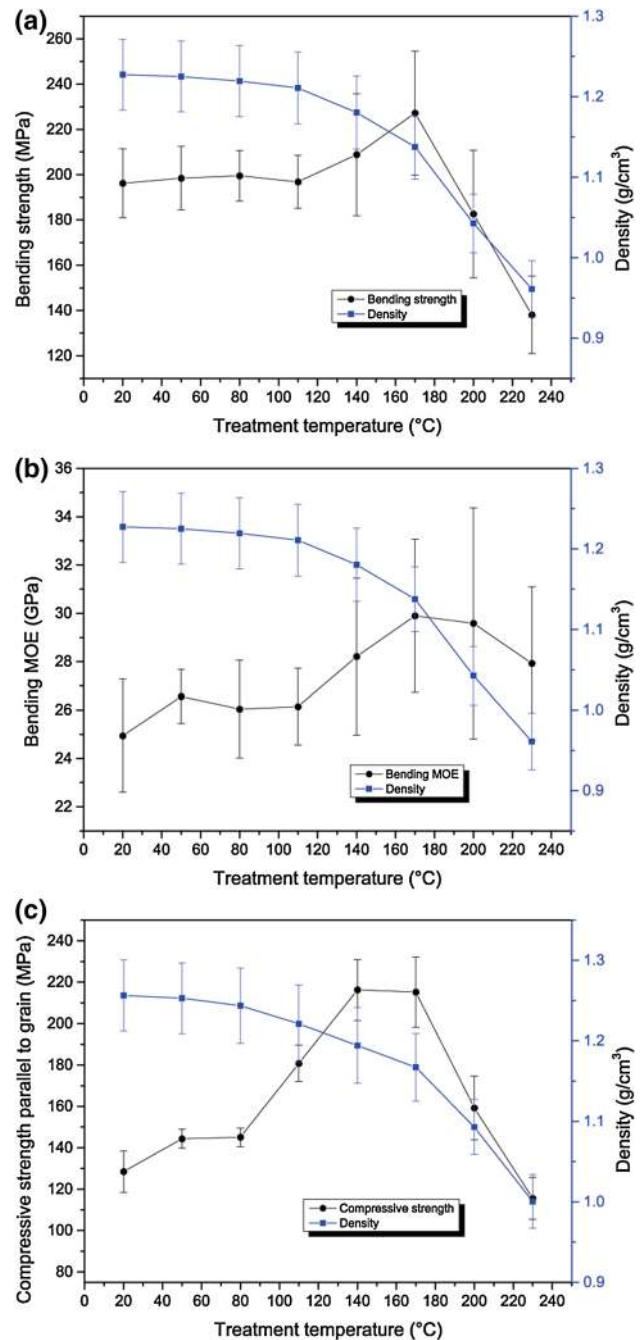 (a)
Bending strength (MPa)
260
240
220
200
180
160
140
120
1.3
1.2
1.1
1.0
0.9
Density (g/cm³)
Bending strength
Density
0 20 40 60 80 100 120 140 160 180 200 220 240
Treatment temperature (°C)
(b)
Bending MOE (GPa)
36
34
32
30
28
26
24
22
1.3
1.2
1.1
1.0
0.9
Density (g/cm³)
Bending MOE
Density
0 20 40 60 80 100 120 140 160 180 200 220 240
Treatment temperature (°C)
(c)
Compressive strength parallel to grain (MPa)
240
220
200
180
160
140
120
100
80
1.3
1.2
1.1
1.0
0.9
Density (g/cm³)
Compressive strength
Density
0 20 40 60 80 100 120 140 160 180 200 220 240
Treatment temperature (°C)